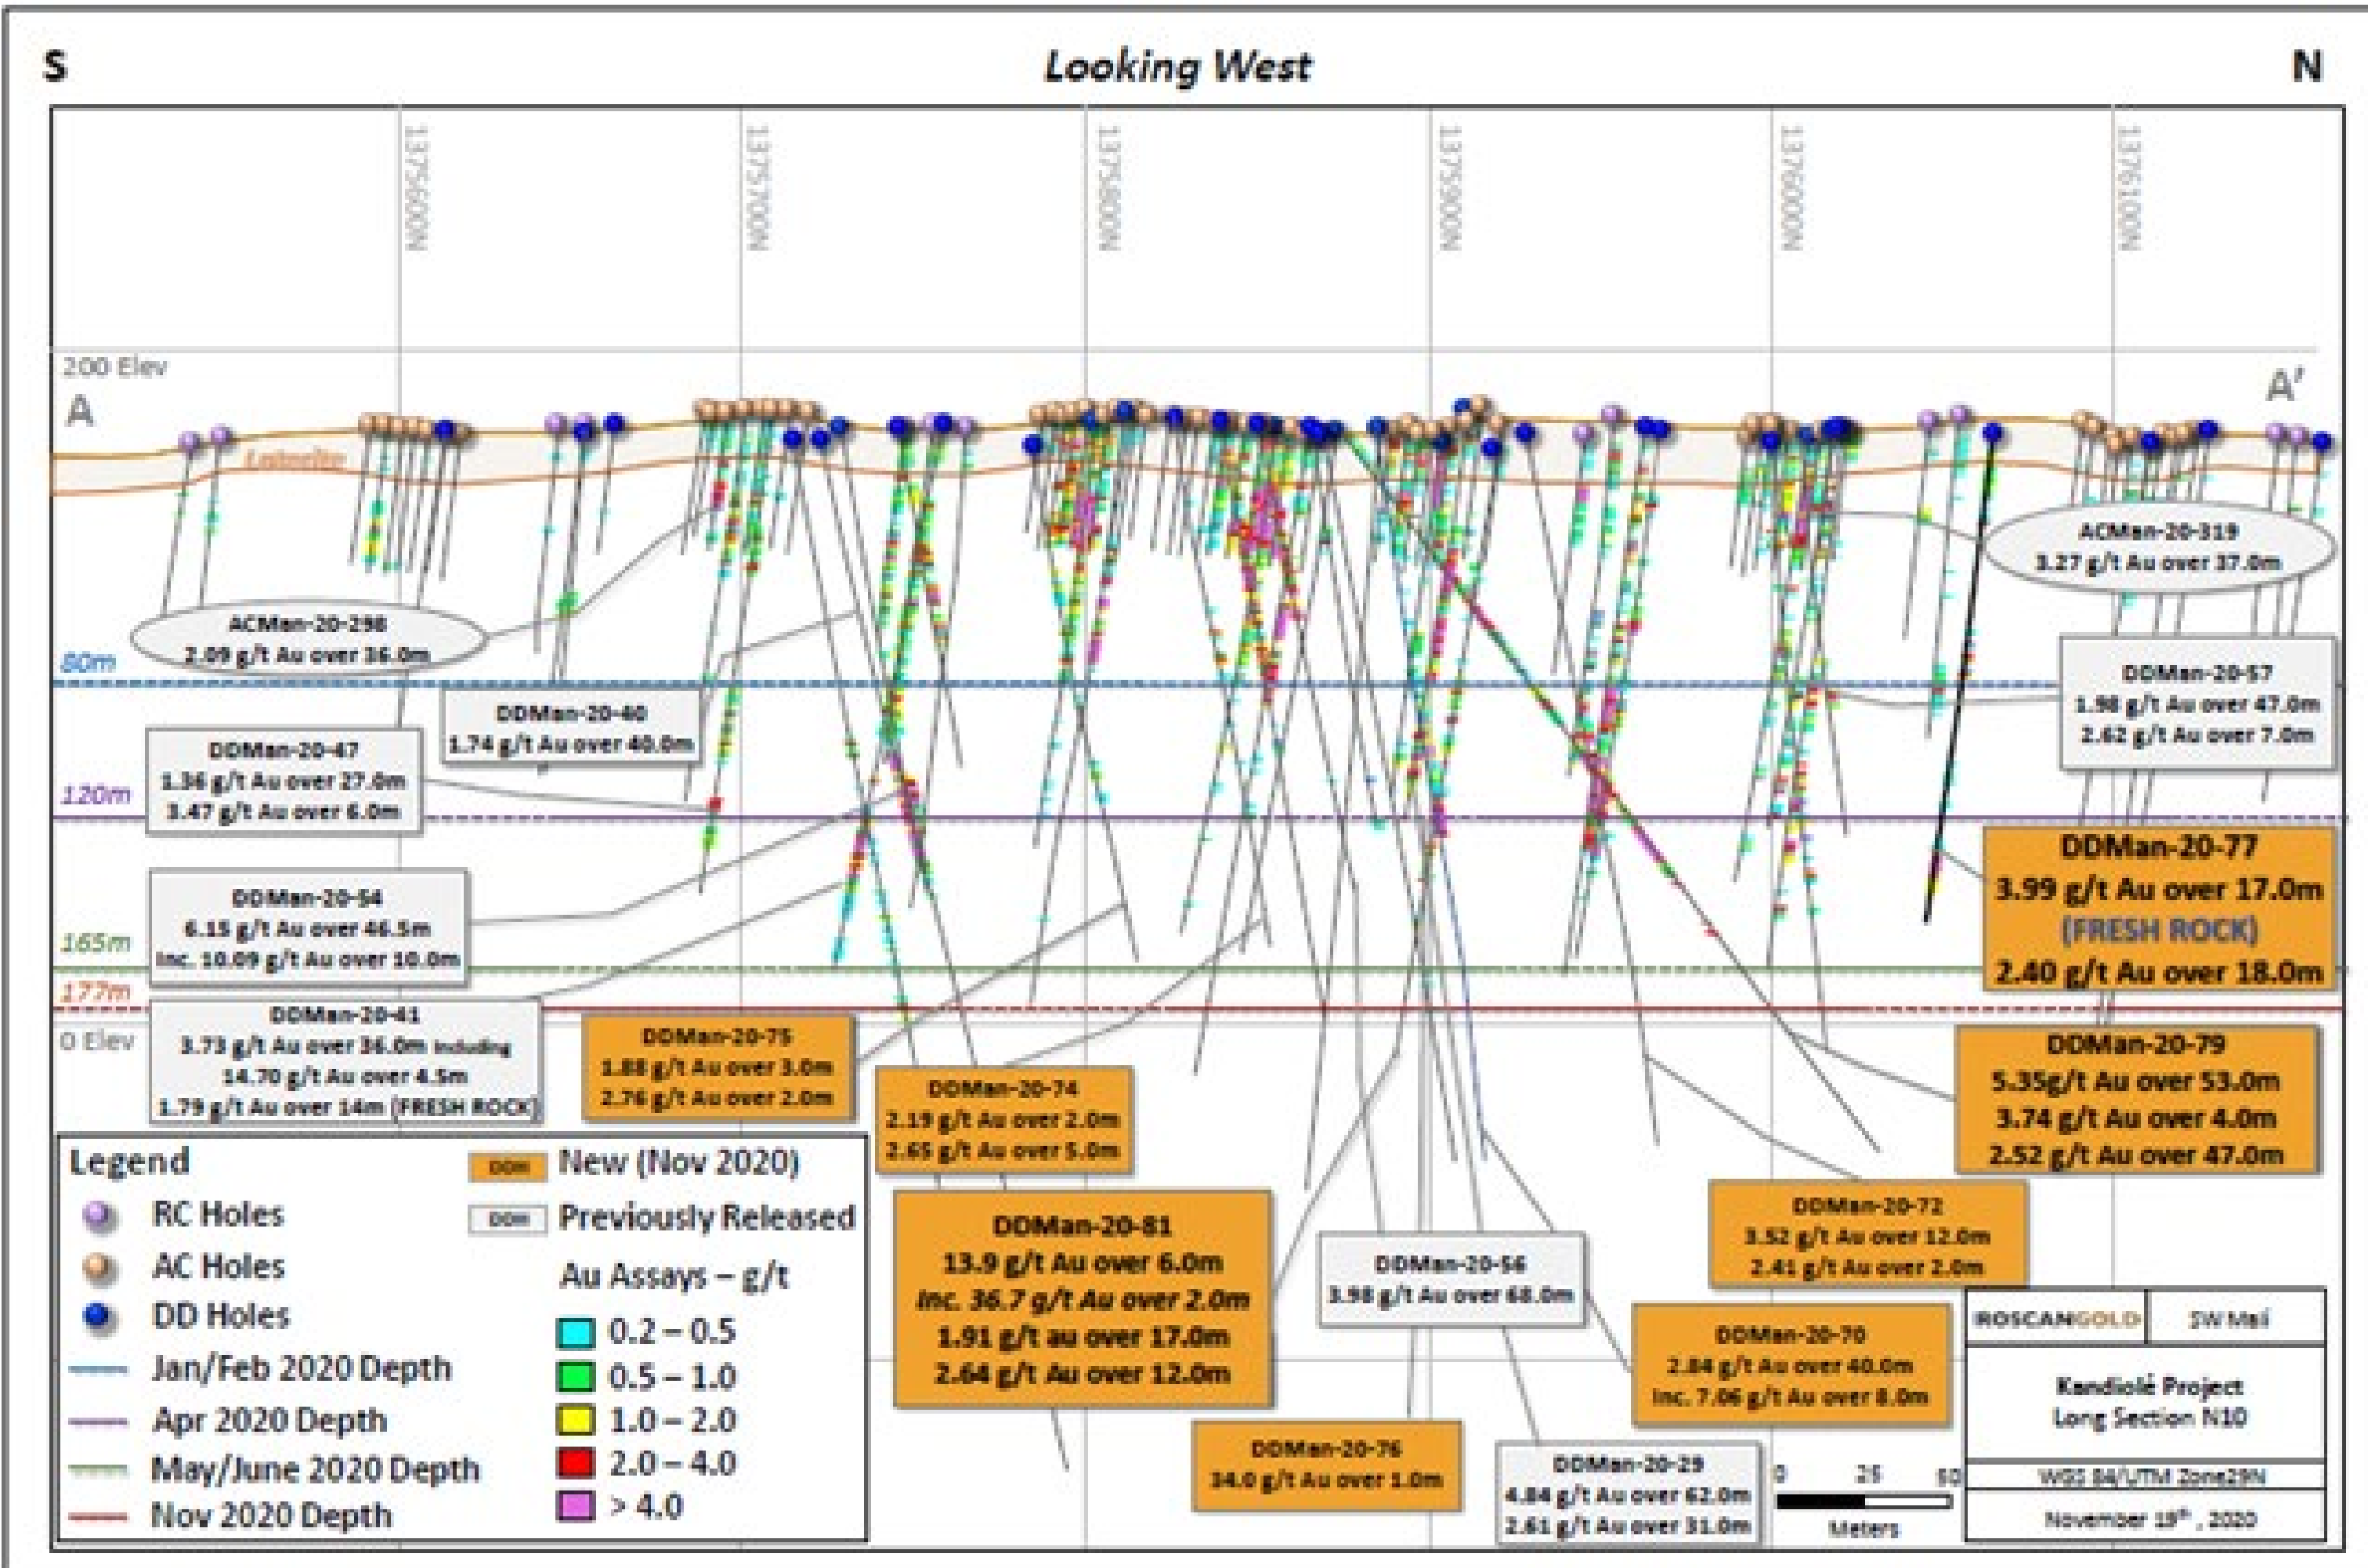 S
Looking West
N
1375600N
1375700N
1375800N
1375900N
1376000N
1376100N
200 Elev
A
A'
Laterite
ACMan-20-298
2.09 g/t Au over 36.0m
ACMan-20-319
3.27 g/t Au over 37.0m
80m
DDMan-20-40
1.74 g/t Au over 40.0m
DDMan-20-57
1.98 g/t Au over 47.0m
2.62 g/t Au over 7.0m
DDMan-20-47
1.36 g/t Au over 27.0m
3.47 g/t Au over 6.0m
120m
DDMan-20-77
3.99 g/t Au over 17.0m
(FRESH ROCK)
2.40 g/t Au over 18.0m
DDMan-20-54
6.15 g/t Au over 46.5m
Inc. 10.09 g/t Au over 10.0m
165m
177m
0 Elev
DDMan-20-41
3.73 g/t Au over 36.0m Including
14.70 g/t Au over 4.5m
1.79 g/t Au over 14m (FRESH ROCK)
DDMan-20-75
1.88 g/t Au over 3.0m
2.76 g/t Au over 2.0m
DDMan-20-74
2.19 g/t Au over 2.0m
2.65 g/t Au over 5.0m
DDMan-20-79
5.35g/t Au over 53.0m
3.74 g/t Au over 4.0m
2.52 g/t Au over 47.0m
DDMan-20-81
13.9 g/t Au over 6.0m
Inc. 36.7 g/t Au over 2.0m
1.91 g/t au over 17.0m
2.64 g/t Au over 12.0m
DDMan-20-56
3.98 g/t Au over 68.0m
DDMan-20-72
3.52 g/t Au over 12.0m
2.41 g/t Au over 2.0m
DDMan-20-70
2.84 g/t Au over 40.0m
Inc. 7.06 g/t Au over 8.0m
DDMan-20-76
34.0 g/t Au over 1.0m
DDMan-20-29
4.84 g/t Au over 62.0m
2.61 g/t Au over 31.0m
Legend
RC Holes
AC Holes
DD Holes
Jan/Feb 2020 Depth
Apr 2020 Depth
May/June 2020 Depth
Nov 2020 Depth
DDH New (Nov 2020)
DDH Previously Released
Au Assays – g/t
0.2 – 0.5
0.5 – 1.0
1.0 – 2.0
2.0 – 4.0
> 4.0
0 25 50
Meters
ROSCANGOLD
SW Mali
Kandiolé Project
Long Section N10
WGS 84/UTM Zone29N
November 19th, 2020